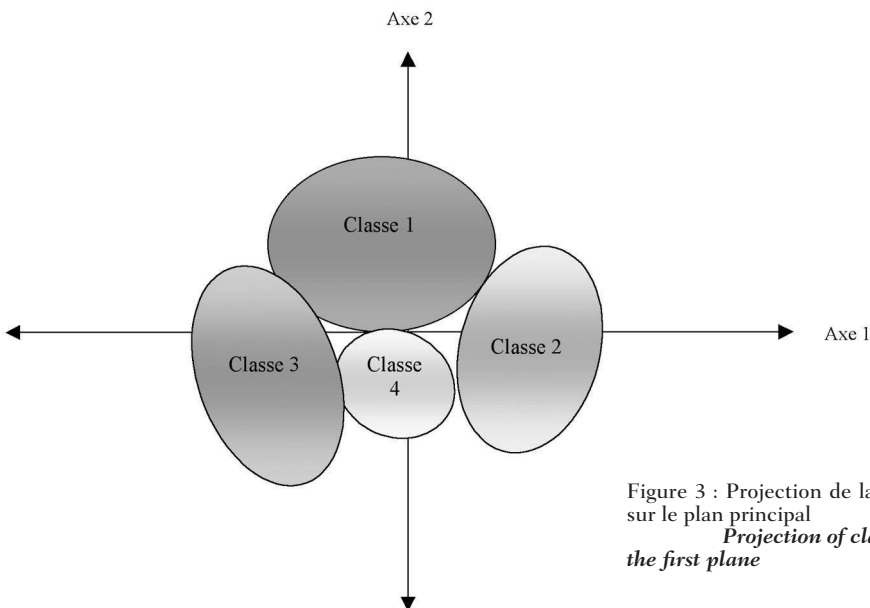 Axe 2
Classe 1
Classe 2
Axe 1
Classe 3
Classe
4
Figure 3 : Projection de la
sur le plan principal
Projection of
the first plane